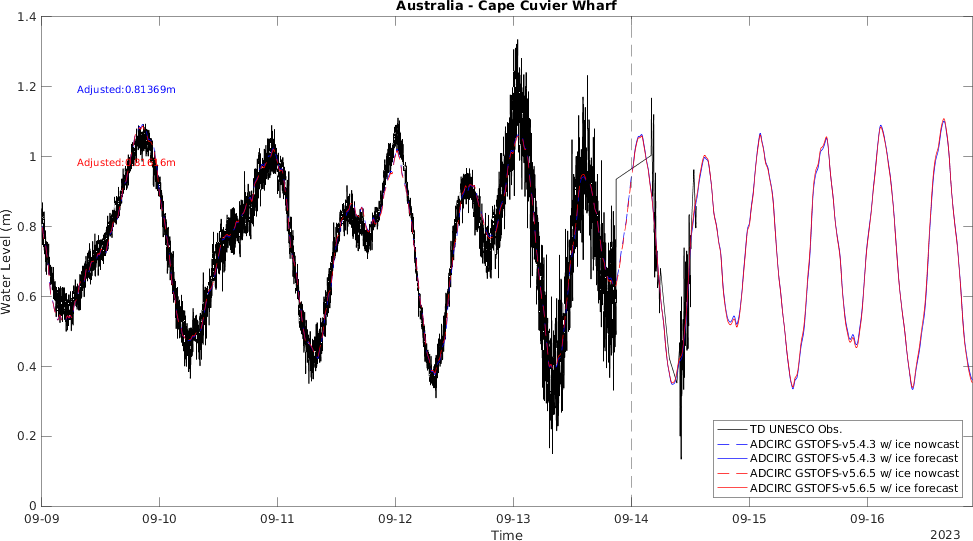 Australia - Cape Cuvier Wharf
1.4
1.2
1
0.8
0.6
0.4
0.2
0
Water Level (m)
Adjusted:0.81369m
09-09
09-10
09-11
09-12
09-13
09-14
09-15
09-16
Time
2023
TD UNESCO Obs.
ADCIRC GSTOFS-v5.4.3 w/ ice nowcast
ADCIRC GSTOFS-v5.4.3 w/ ice forecast
ADCIRC GSTOFS-v5.6.5 w/ ice nowcast
ADCIRC GSTOFS-v5.6.5 w/ ice forecast